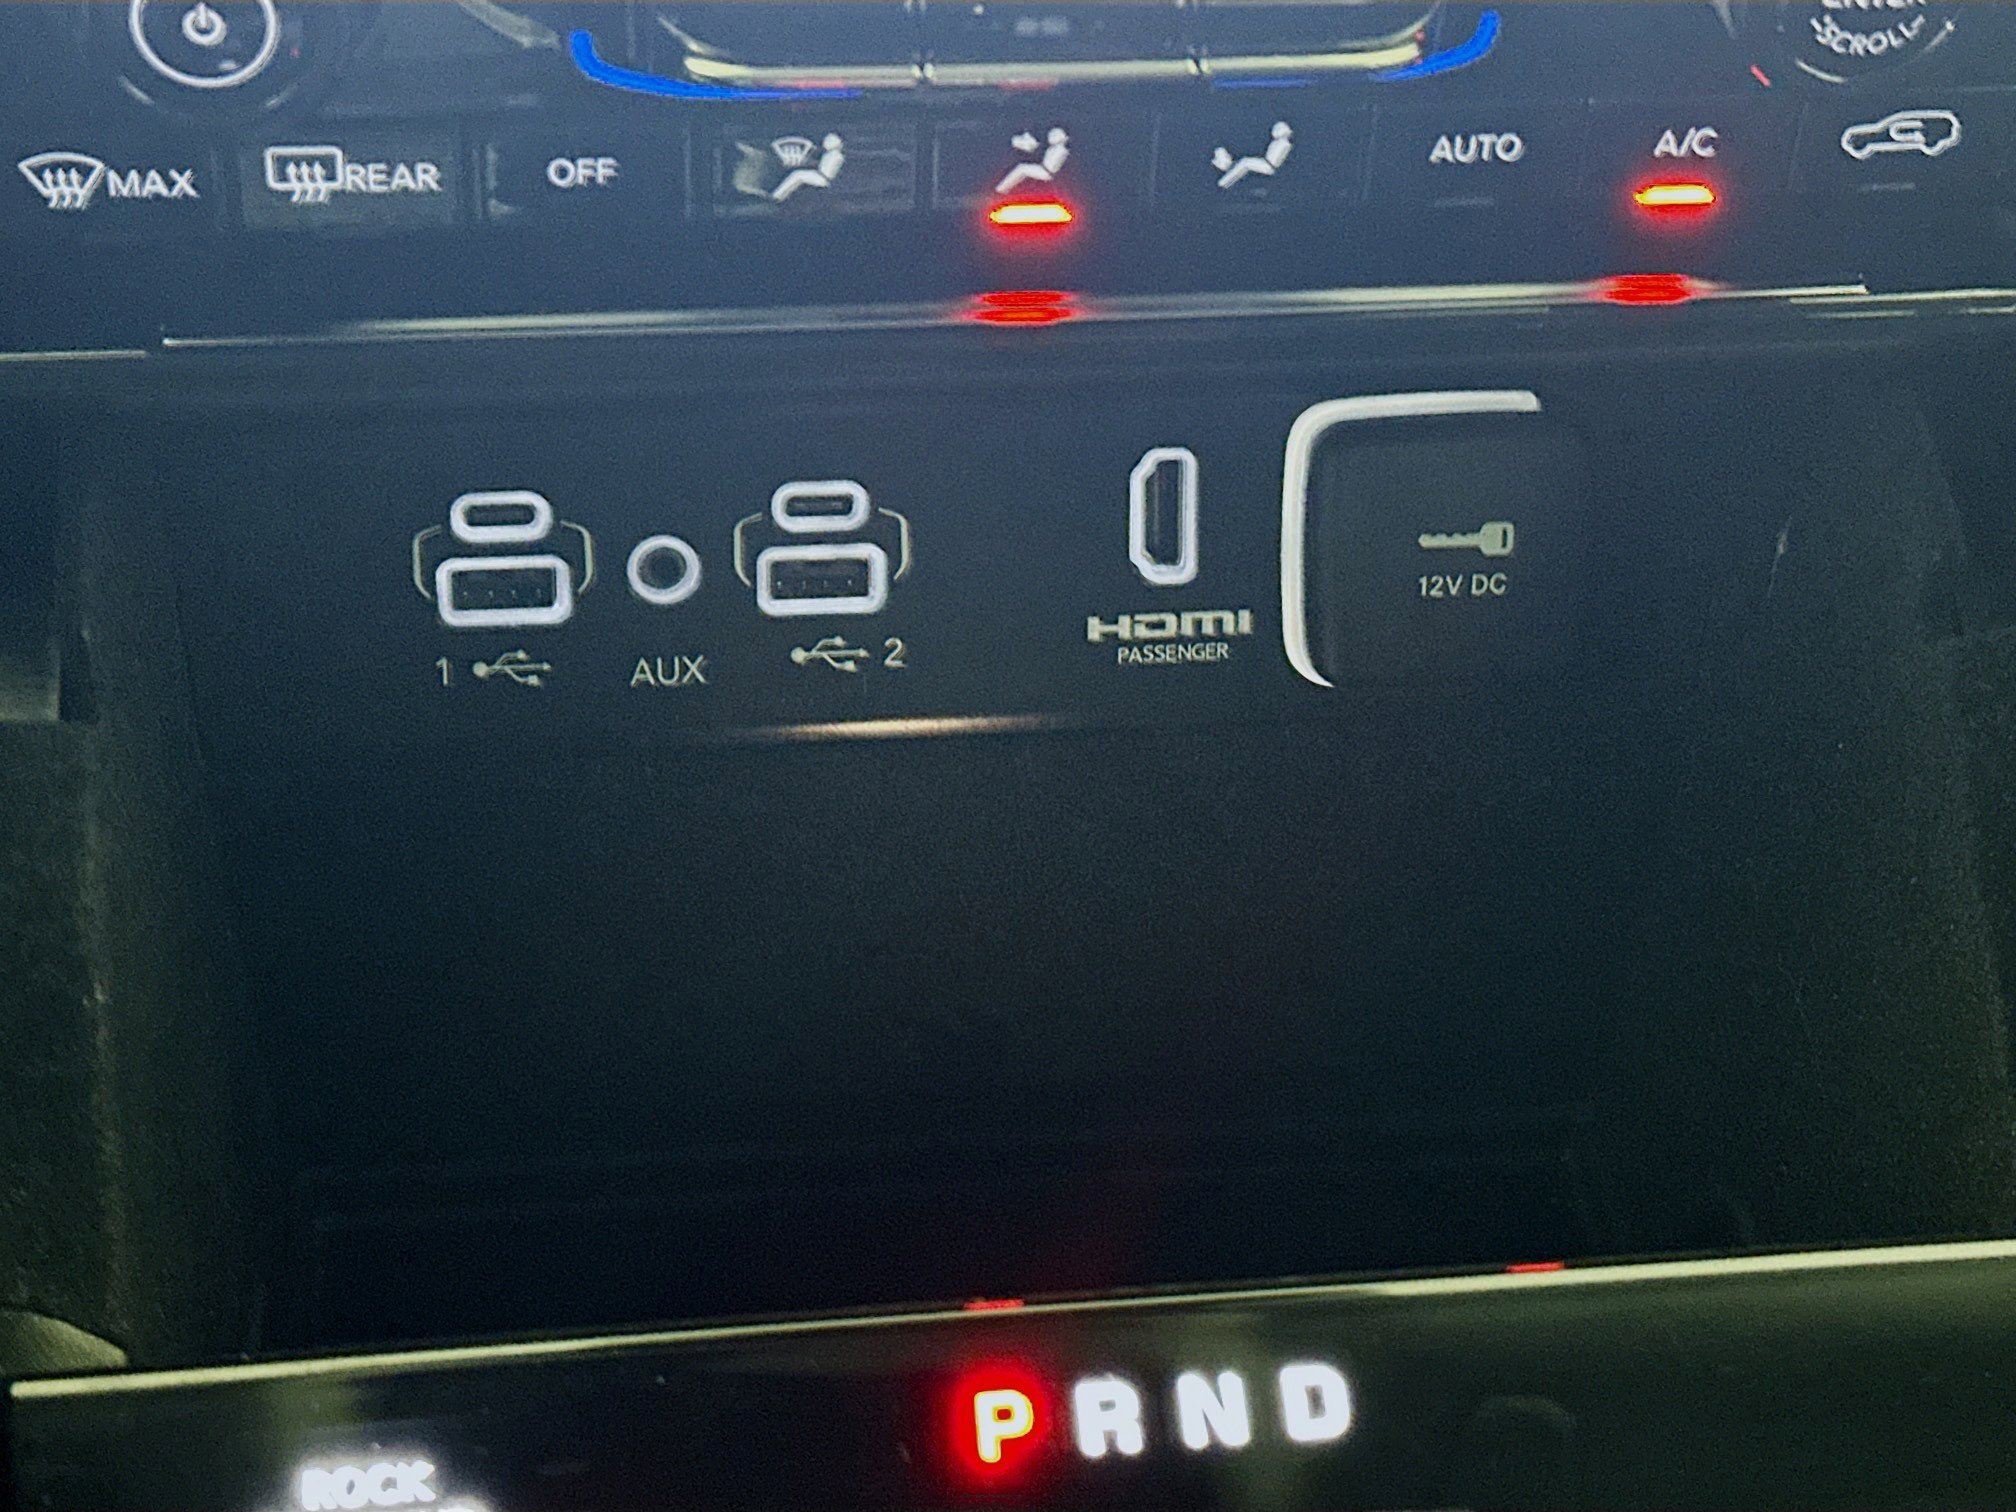 ENTER
SCROLL
MAX
REAR
OFF
AUTO
A/C
1
AUX
2
HDMI
PASSENGER
12V DC
P R N D
ROCK